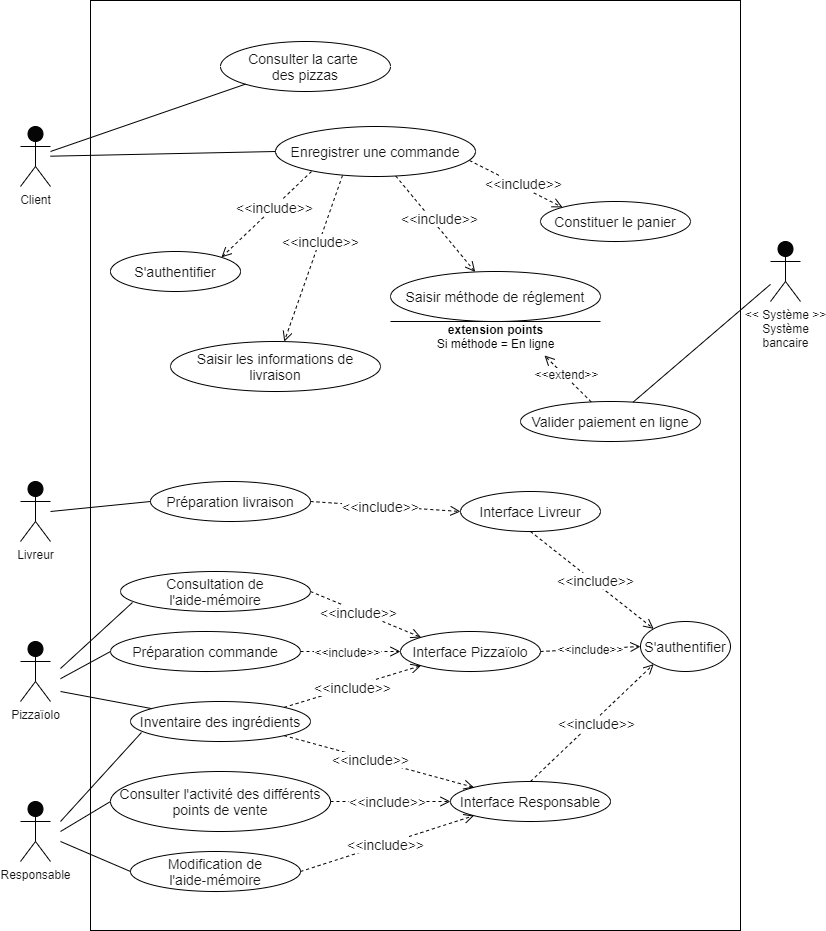 Consulter la carte
des pizzas
Enregistrer une commande
Client
<<include>>
<<include>>
<<include>>
<<include>>
Constituer le panier
S'authentifier
Saisir méthode de réglement
extension points
Si méthode = En ligne
<< Système >>
Système
bancaire
Saisir les informations de
livraison
<<extend>>
Valider paiement en ligne
Préparation livraison
<<include>>
Interface Livreur
Livreur
<<include>>
Consultation de
l'aide-mémoire
<<include>>
Préparation commande
<<include>>
Interface Pizzaïolo
<<include>>
S'authentifier
Pizzaïolo
<<include>>
Inventaire des ingrédients
<<include>>
<<include>>
Consulter l'activité des différents
points de vente
<<include>>
Interface Responsable
<<include>>
Modification de
l'aide-mémoire
Responsable